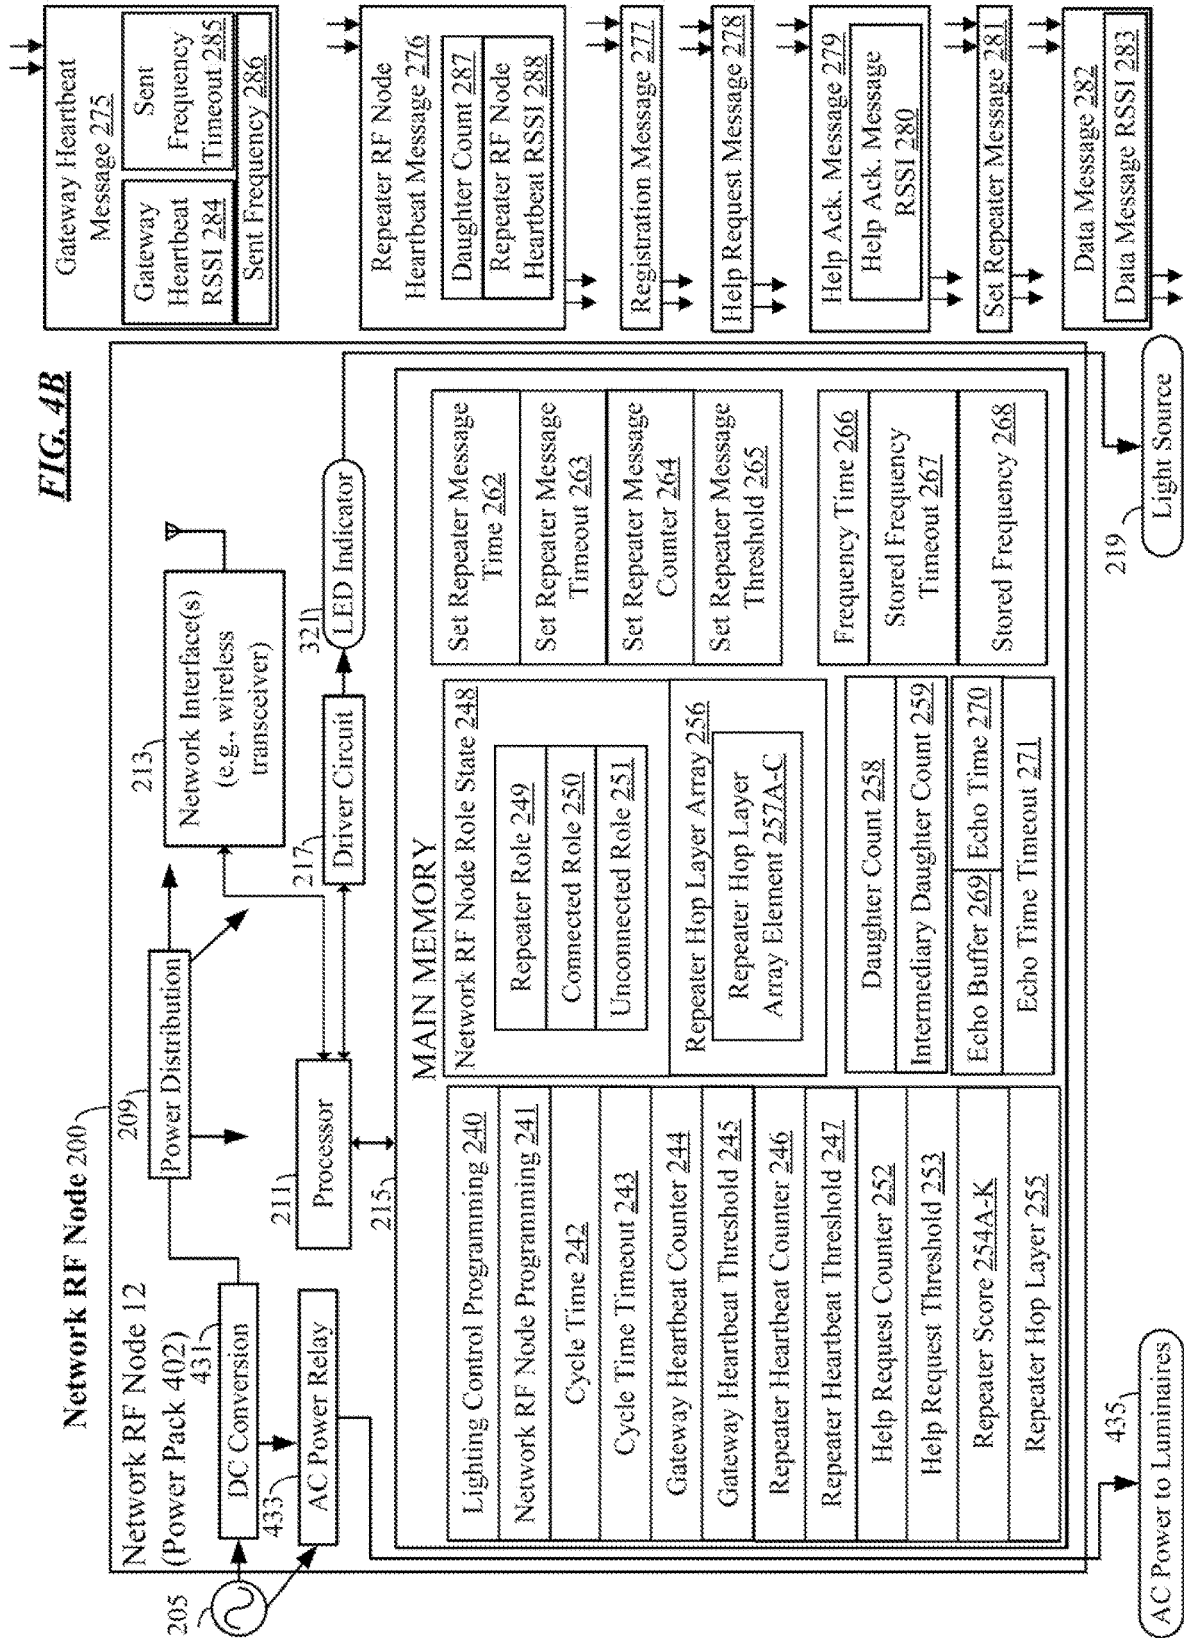 FIG. 4B
Network RF Node 200
Network RF Node 12
(Power Pack 402)
205
431
DC Conversion
433
AC Power Relay
209
Power Distribution
211
Processor
213
Network Interface(s)
(e.g., wireless
transceiver)
217
Driver Circuit
321
LED Indicator
215
MAIN MEMORY
Lighting Control Programming 240
Network RF Node Programming 241
Cycle Time 242
Cycle Time Timeout 243
Gateway Heartbeat Counter 244
Gateway Heartbeat Threshold 245
Repeater Heartbeat Counter 246
Repeater Heartbeat Threshold 247
Help Request Counter 252
Help Request Threshold 253
Repeater Score 254A-K
Repeater Hop Layer 255
Network RF Node Role State 248
Repeater Role 249
Connected Role 250
Unconnected Role 251
Repeater Hop Layer Array 256
Repeater Hop Layer
Array Element 257A-C
Daughter Count 258
Intermediary Daughter Count 259
Echo Buffer 269
Echo Time 270
Echo Time Timeout 271
Set Repeater Message
Time 262
Set Repeater Message
Timeout 263
Set Repeater Message
Counter 264
Set Repeater Message
Threshold 265
Frequency Time 266
Stored Frequency
Timeout 267
Stored Frequency 268
435
AC Power to Luminaires
219
Light Source
Gateway Heartbeat
Message 275
Gateway
Heartbeat
RSSI 284
Sent
Frequency
Timeout 285
Sent Frequency 286
Repeater RF Node
Heartbeat Message 276
Daughter Count 287
Repeater RF Node
Heartbeat RSSI 288
Registration Message 277
Help Request Message 278
Help Ack. Message 279
Help Ack. Message
RSSI 280
Set Repeater Message 281
Data Message 282
Data Message RSSI 283